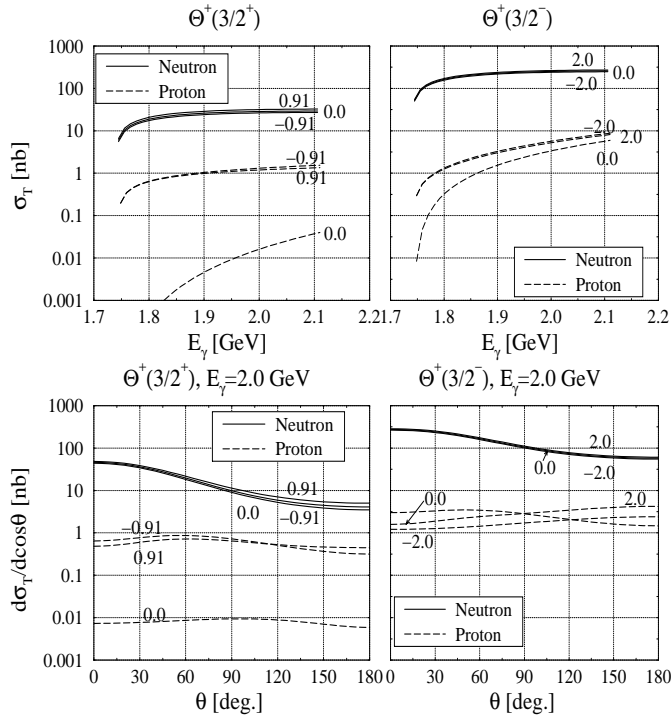 Θ⁺(3/2⁺)
Θ⁺(3/2⁻)
σ_T [nb]
1000
100
10
1
0.1
0.01
0.001
Neutron
Proton
0.91
0.0
−0.91
−0.91
0.91
0.0
1.7 1.8 1.9 2.0 2.1 2.2
E_γ [GeV]
2.0
0.0
−2.0
−2.0
2.0
0.0
Neutron
Proton
1.7 1.8 1.9 2.0 2.1 2.2
E_γ [GeV]
Θ⁺(3/2⁺), E_γ=2.0 GeV
Θ⁺(3/2⁻), E_γ=2.0 GeV
dσ_T/dcosθ [nb]
1000
100
10
1
0.1
0.01
0.001
Neutron
Proton
0.91
0.0
−0.91
−0.91
0.91
0.0
0 30 60 90 120 150 180
θ [deg.]
2.0
0.0
−2.0
0.0
2.0
−2.0
Neutron
Proton
0 30 60 90 120 150 180
θ [deg.]